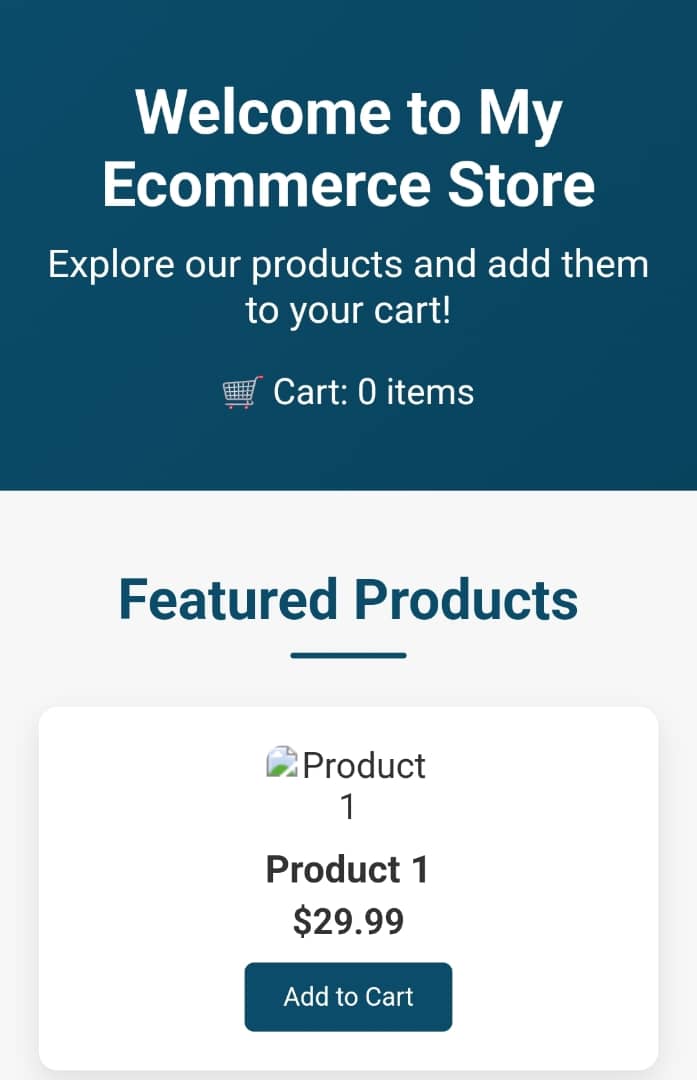 Welcome to My
Ecommerce Store
Explore our products and add them
to your cart!
🛒 Cart: 0 items
Featured Products
Product
1
Product 1
$29.99
Add to Cart